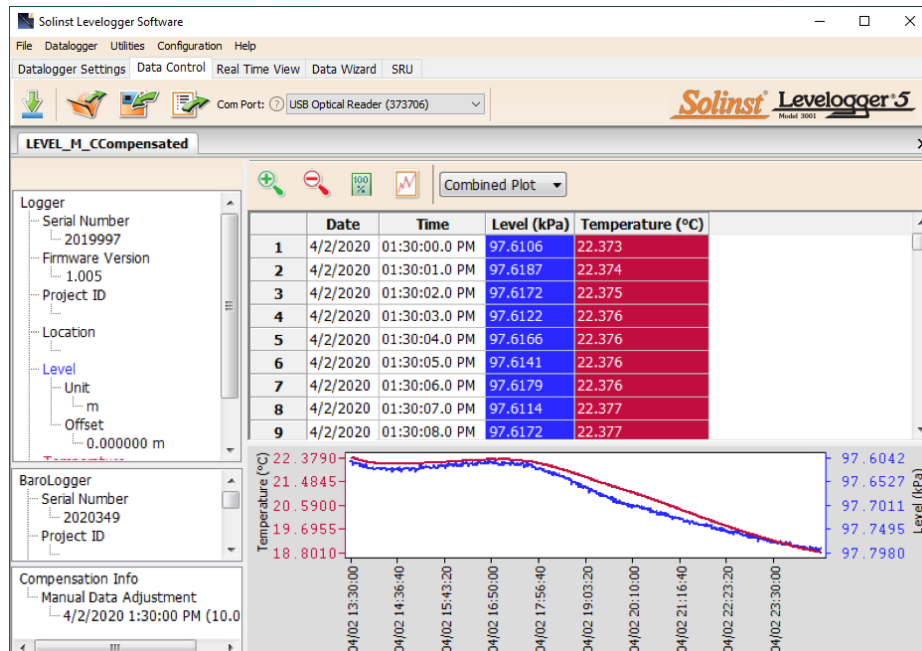 Solinst Levelogger Software
File Datalogger Utilities Configuration Help
Datalogger Settings Data Control Real Time View Data Wizard SRU
Com Port: ? USB Optical Reader (373706)
Solinst Levelogger 5
Model 3001
LEVEL_M_CCompensated
100
%
Combined Plot
Logger
Serial Number
2019997
Firmware Version
1.005
Project ID
Location
Level
Unit
m
Offset
0.000000 m
Temperature
BaroLogger
Serial Number
2020349
Project ID
Compensation Info
Manual Data Adjustment
4/2/2020 1:30:00 PM (10.0
Date Time Level (kPa) Temperature (°C)
1 4/2/2020 01:30:00.0 PM 97.6106 22.373
2 4/2/2020 01:30:01.0 PM 97.6187 22.374
3 4/2/2020 01:30:02.0 PM 97.6172 22.375
4 4/2/2020 01:30:03.0 PM 97.6122 22.376
5 4/2/2020 01:30:04.0 PM 97.6166 22.376
6 4/2/2020 01:30:05.0 PM 97.6141 22.376
7 4/2/2020 01:30:06.0 PM 97.6179 22.376
8 4/2/2020 01:30:07.0 PM 97.6114 22.377
9 4/2/2020 01:30:08.0 PM 97.6172 22.377
Temperature (°C)
22.3790
21.4845
20.5900
19.6955
18.8010
97.6042
97.6527
97.7011
97.7495
97.7980
Level (kPa)
04/02 13:30:00
04/02 14:36:40
04/02 15:43:20
04/02 16:50:00
04/02 17:56:40
04/02 19:03:20
04/02 20:10:00
04/02 21:16:40
04/02 22:23:20
04/02 23:30:00